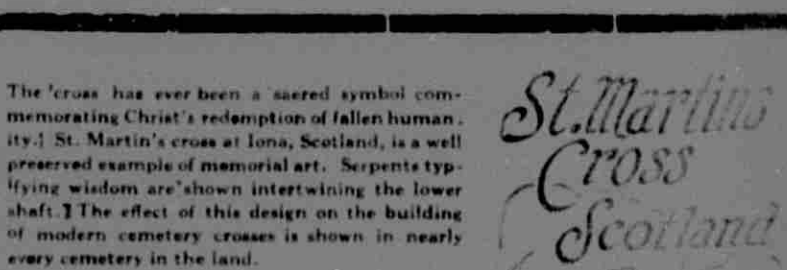 The cross has ever been a sacred symbol com-
memorating Christ's redemption of fallen human-
ity. St. Martin's cross at Iona, Scotland, is a well
preserved example of memorial art. Serpents typ-
ifying wisdom are shown intertwining the lower
shaft. The effect of this design on the building
of modern cemetery crosses is shown in nearly
every cemetery in the land.
St. Martins
Cross
Scotland